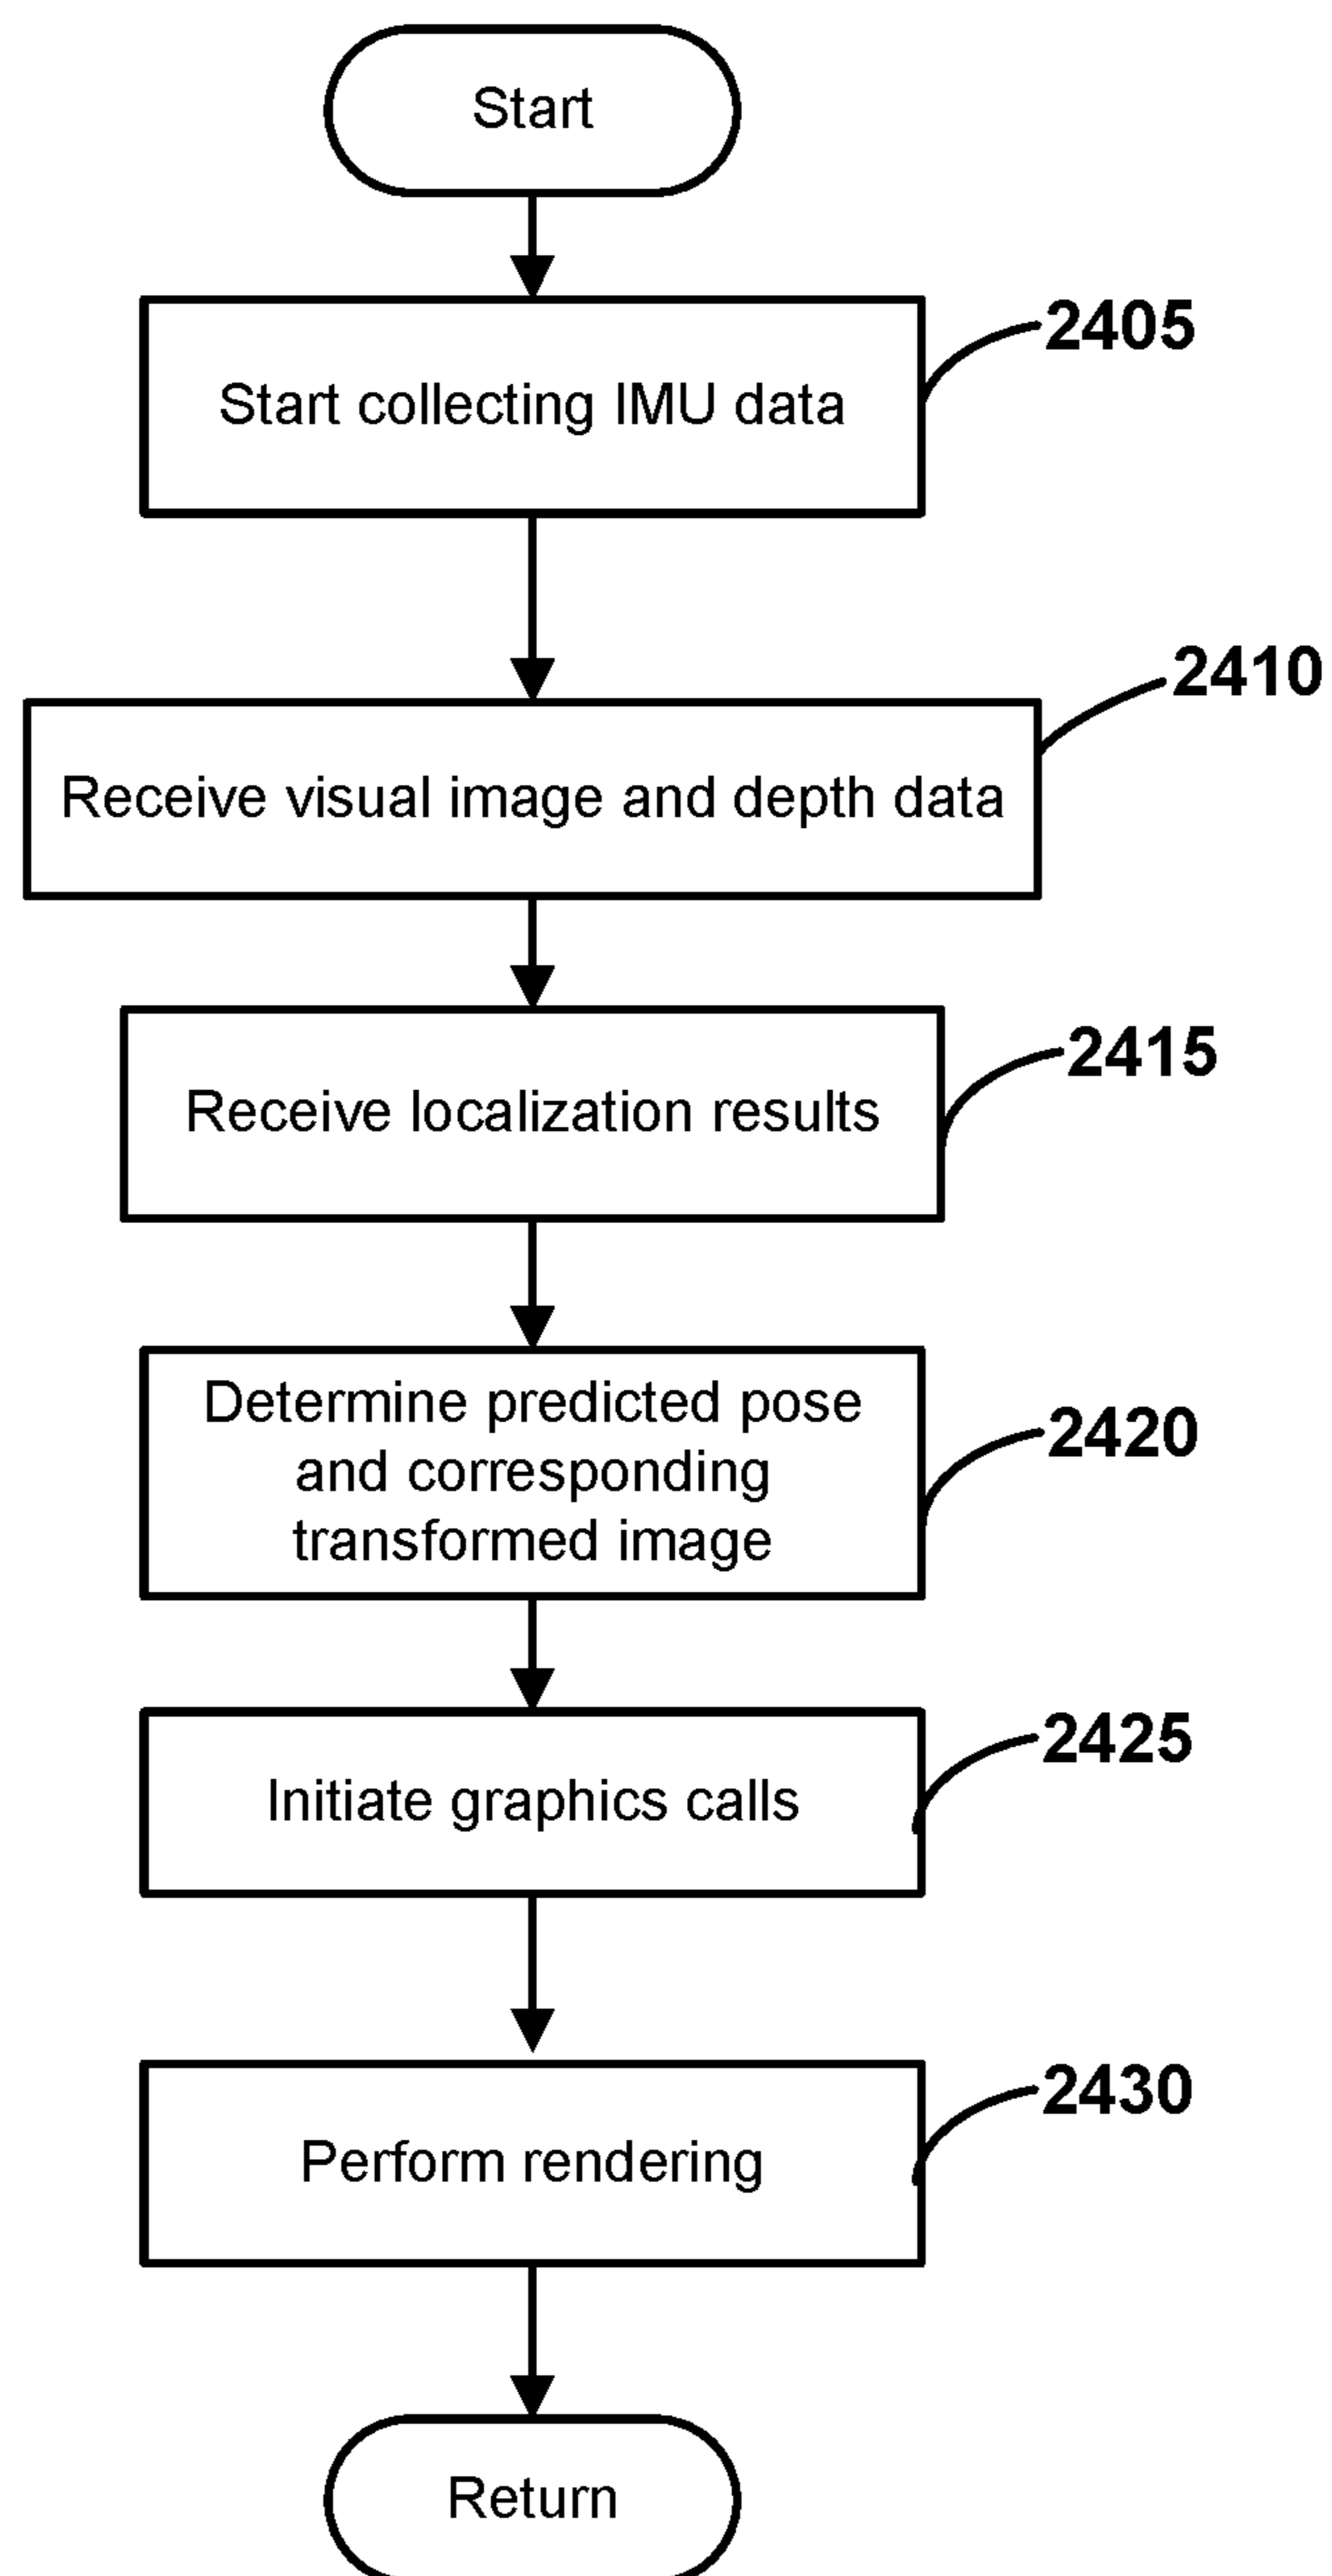 Start
Start collecting IMU data
2405
Receive visual image and depth data
2410
Receive localization results
2415
Determine predicted pose
and corresponding
transformed image
2420
Initiate graphics calls
2425
Perform rendering
2430
Return